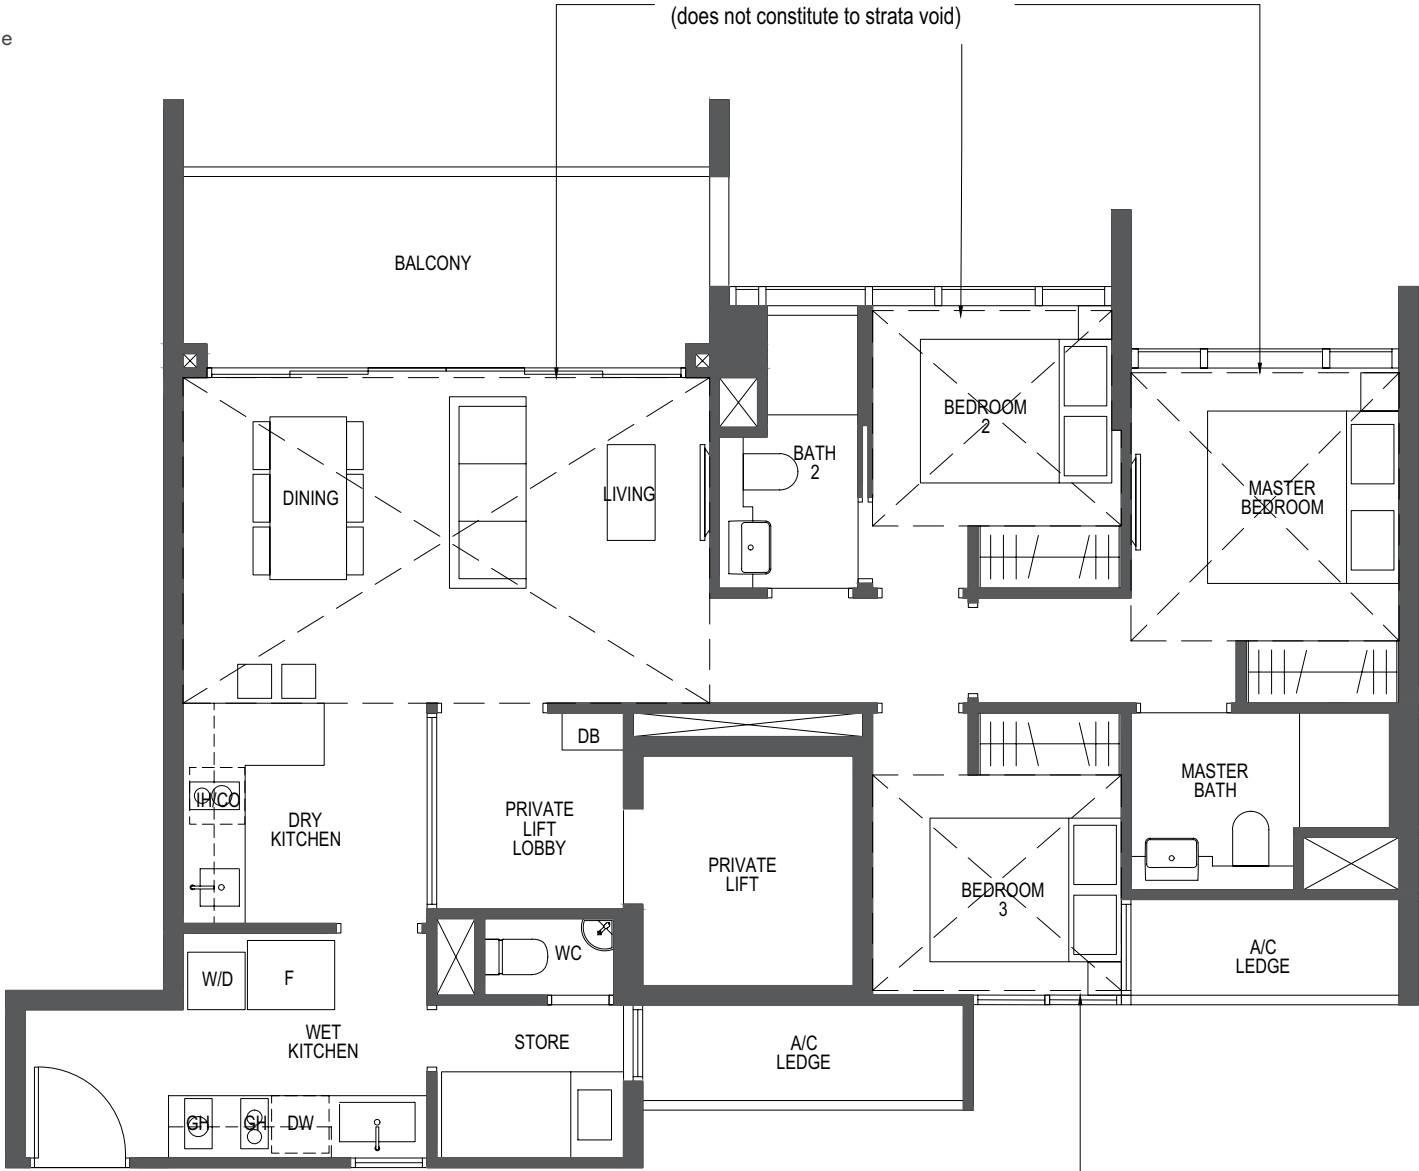 (does not constitute to strata void)
e
BALCONY
BEDROOM
2
BATH
2
MASTER
BEDROOM
DINING
LIVING
DB
IH/CO
DRY
KITCHEN
PRIVATE
LIFT
LOBBY
PRIVATE
LIFT
MASTER
BATH
BEDROOM
3
WC
A/C
LEDGE
W/D
F
WET
KITCHEN
STORE
A/C
LEDGE
GH
GH
DW